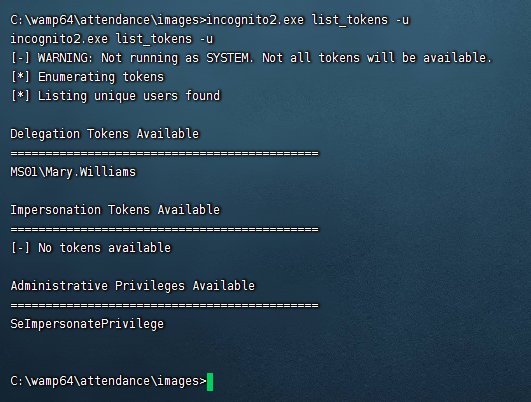 C:\wamp64\attendance\images>incognito2.exe list_tokens -u
incognito2.exe list_tokens -u
[-] WARNING: Not running as SYSTEM. Not all tokens will be available.
[*] Enumerating tokens
[*] Listing unique users found
Delegation Tokens Available
============================================
MS01\Mary.Williams
Impersonation Tokens Available
============================================
[-] No tokens available
Administrative Privileges Available
============================================
SeImpersonatePrivilege
C:\wamp64\attendance\images>